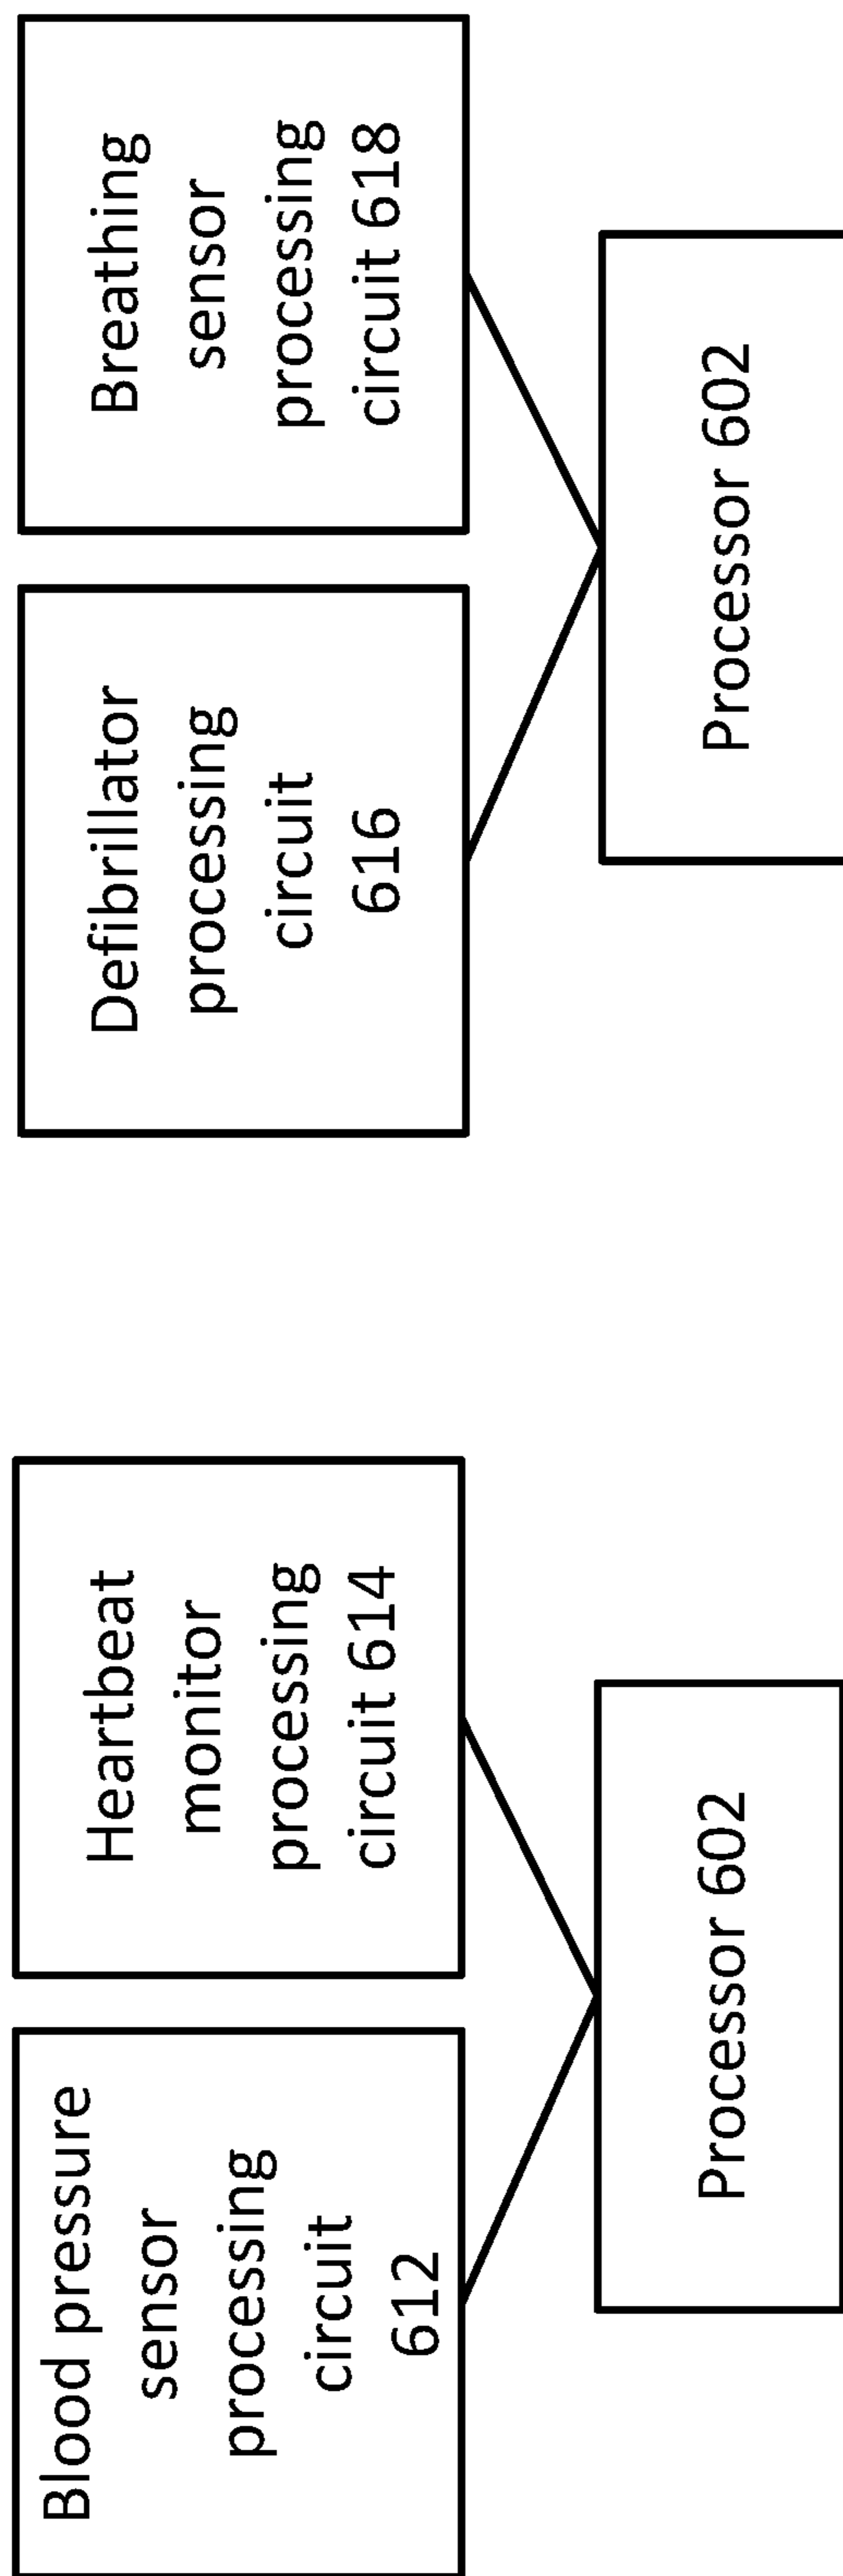 Blood pressure
sensor
processing
circuit
612
Heartbeat
monitor
processing
circuit 614
Processor 602
Defibrillator
processing
circuit
616
Breathing
sensor
processing
circuit 618
Processor 602